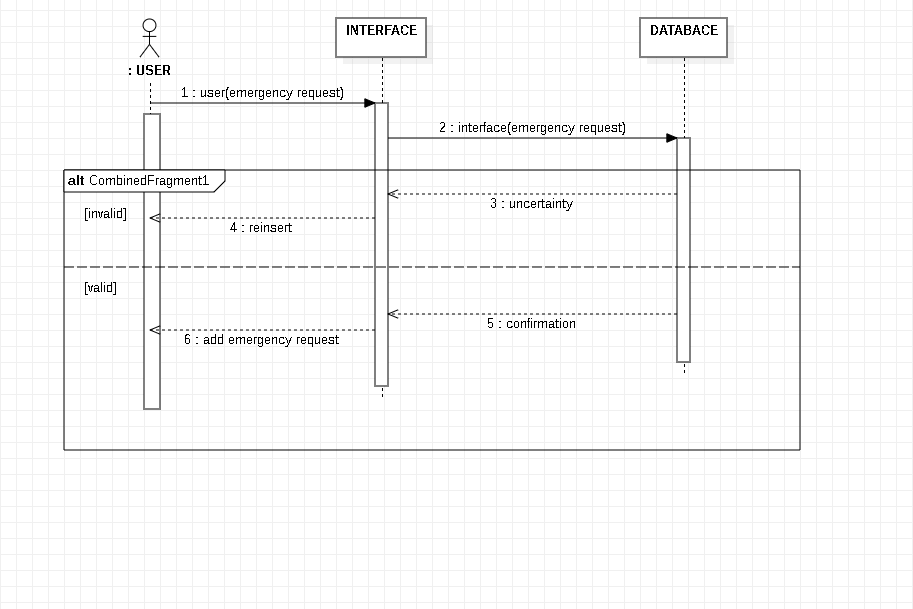 INTERFACE
DATABACE
: USER
1 : user(emergency request)
2 : interface(emergency request)
alt CombinedFragment1
3 : uncertainty
[invalid]
4 : reinsert
[valid]
5 : confirmation
6 : add emergency request